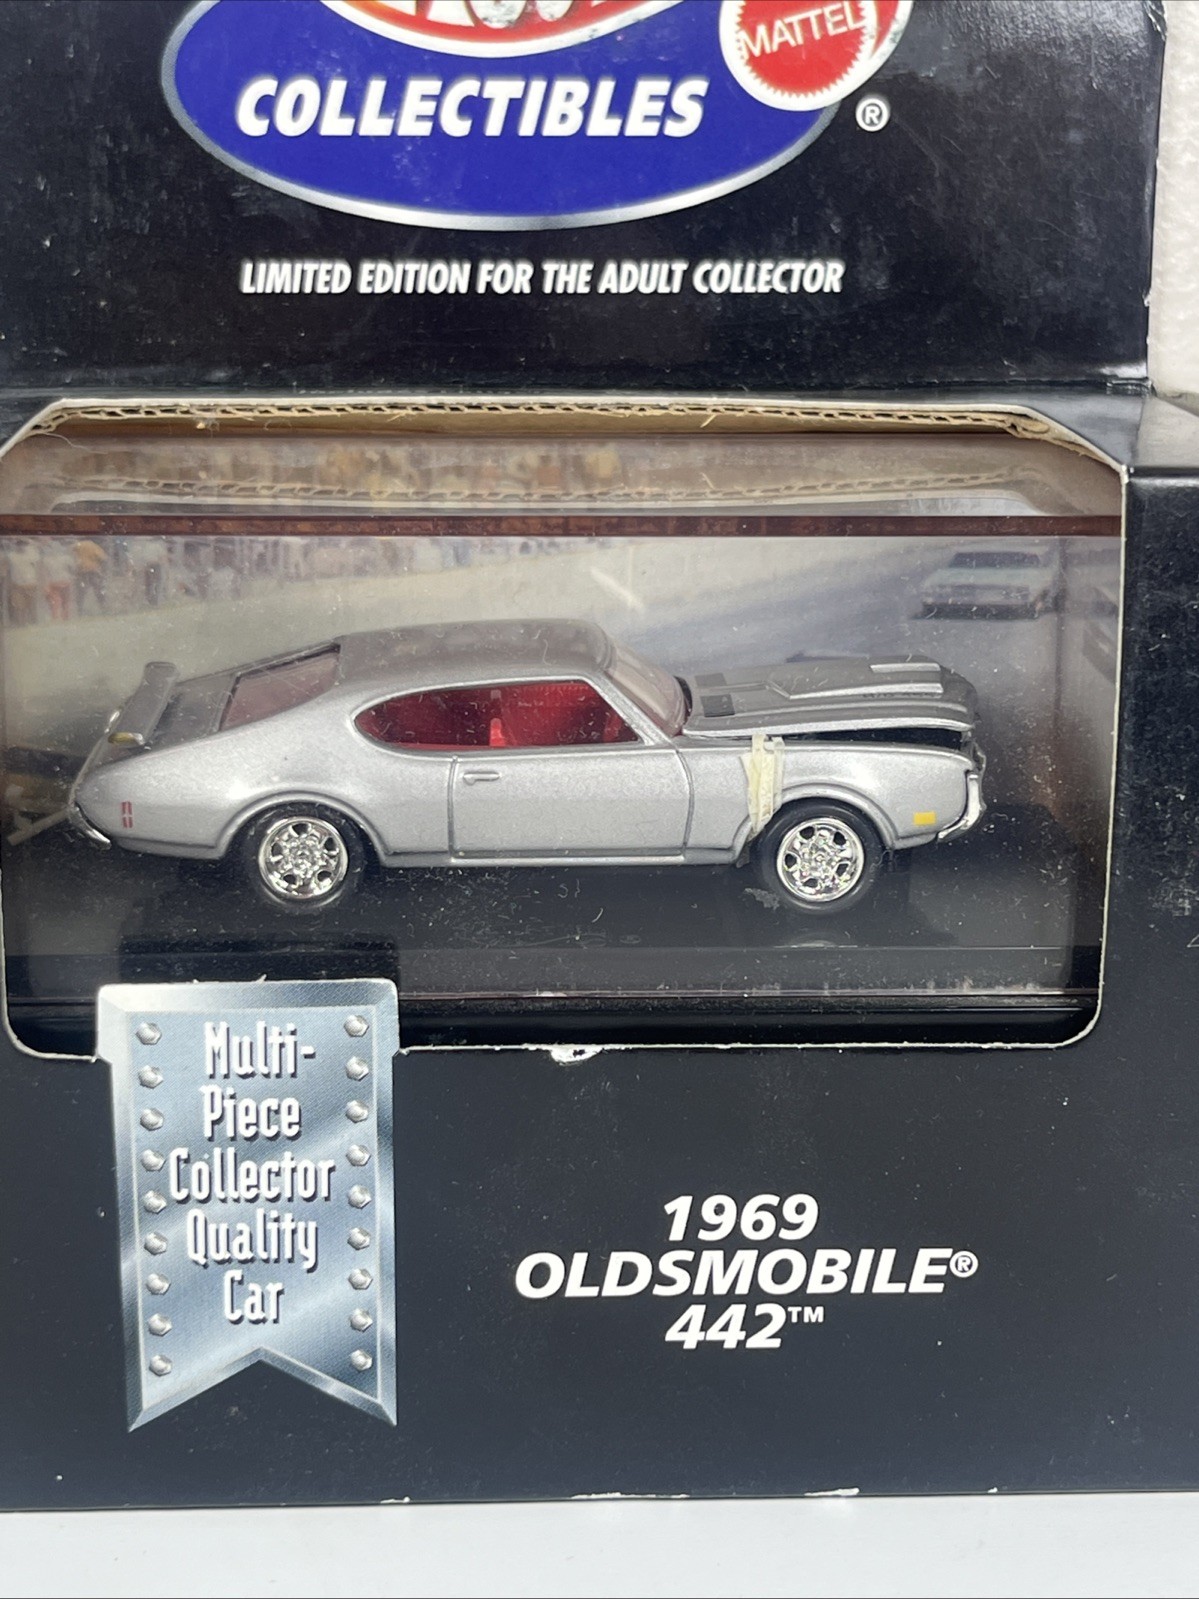 MATTEL
COLLECTIBLES
®
LIMITED EDITION FOR THE ADULT COLLECTOR
Multi-
Piece
Collector
Quality
Car
1969
OLDSMOBILE®
442™